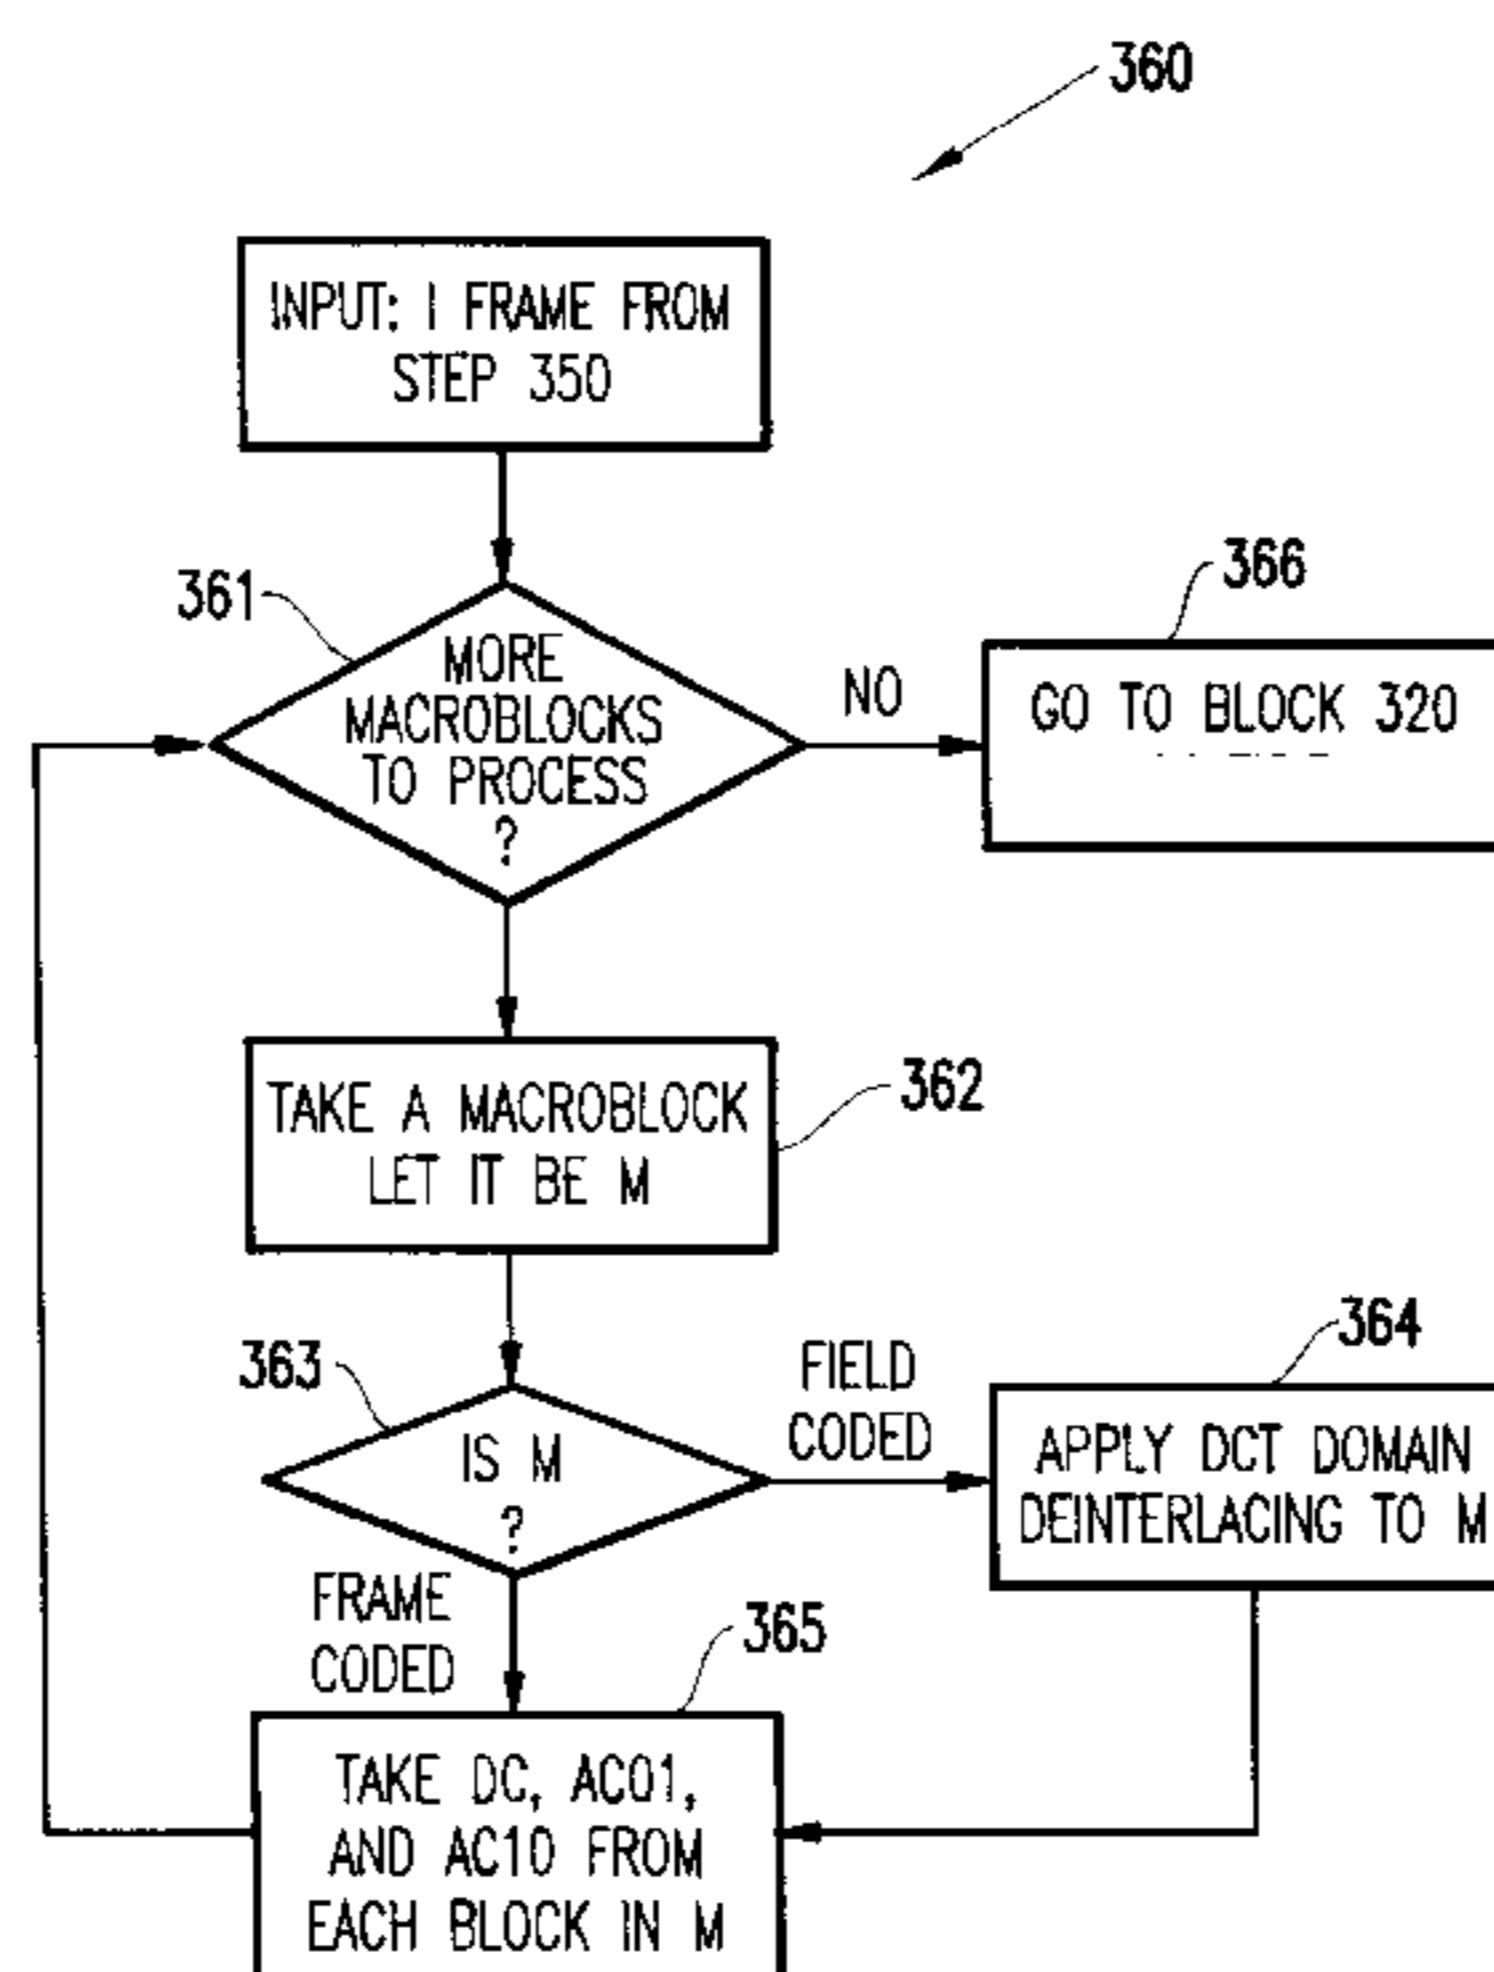 360
INPUT: I FRAME FROM
STEP 350
361
MORE
MACROBLOCKS
TO PROCESS
?
NO
366
GO TO BLOCK 320
TAKE A MACROBLOCK
LET IT BE M
362
363
IS M
?
FIELD
CODED
364
APPLY DCT DOMAIN
DEINTERLACING TO M
FRAME
CODED
365
TAKE DC, AC01,
AND AC10 FROM
EACH BLOCK IN M